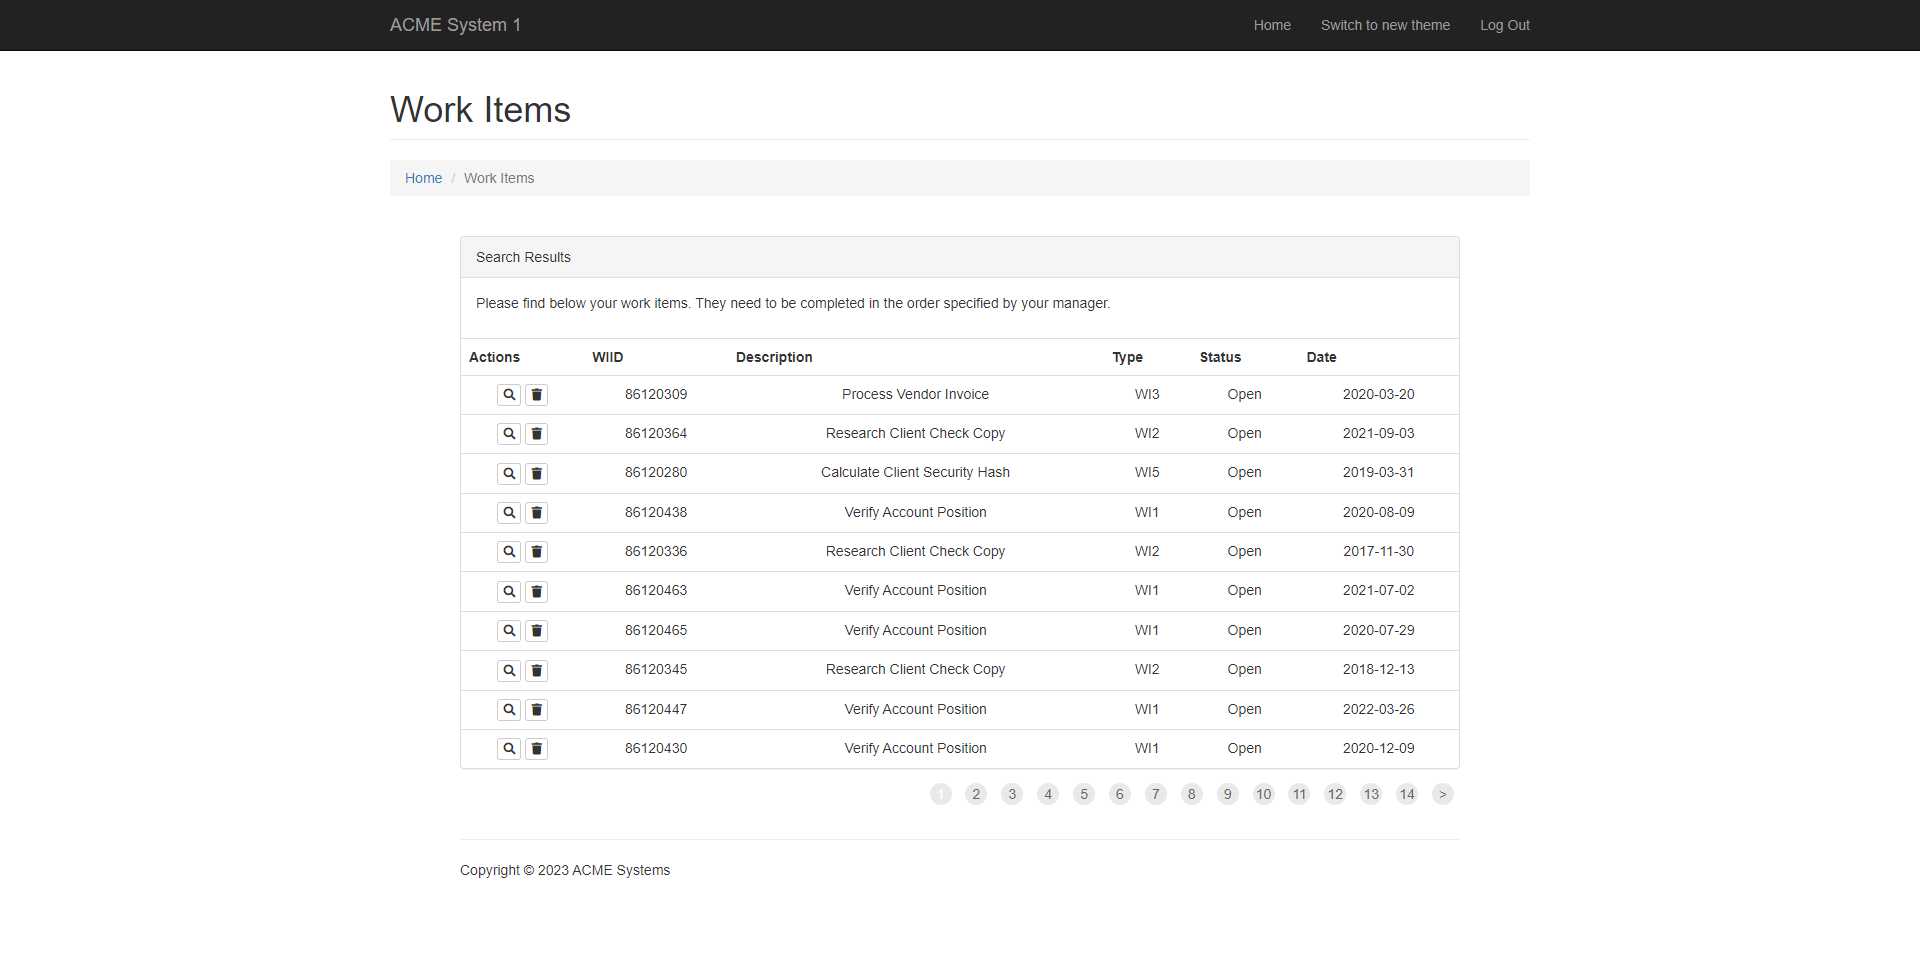 ACME System 1 Home Switch to new theme Log Out
Work Items
Home / Work Items
Search Results
Please find below your work items. They need to be completed in the order specified by your manager.
Actions WIID Description Type Status Date
86120309 Process Vendor Invoice WI3 Open 2020-03-20
86120364 Research Client Check Copy WI2 Open 2021-09-03
86120280 Calculate Client Security Hash WI5 Open 2019-03-31
86120438 Verify Account Position WI1 Open 2020-08-09
86120336 Research Client Check Copy WI2 Open 2017-11-30
86120463 Verify Account Position WI1 Open 2021-07-02
86120465 Verify Account Position WI1 Open 2020-07-29
86120345 Research Client Check Copy WI2 Open 2018-12-13
86120447 Verify Account Position WI1 Open 2022-03-26
86120430 Verify Account Position WI1 Open 2020-12-09
1 2 3 4 5 6 7 8 9 10 11 12 13 14 >
Copyright © 2023 ACME Systems